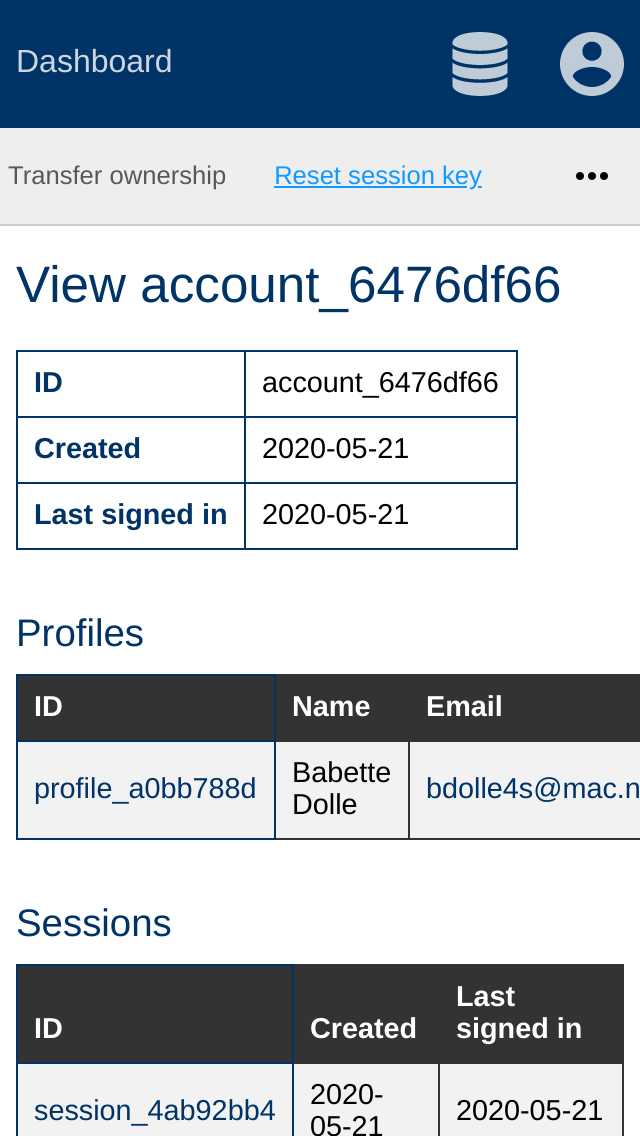 Dashboard
Transfer ownership Reset session key •••
View account_6476df66
ID account_6476df66
Created 2020-05-21
Last signed in 2020-05-21
Profiles
ID Name Email
profile_a0bb788d Babette Dolle bdolle4s@mac.n
Sessions
ID Created Last signed in
session_4ab92bb4 2020-05-21 2020-05-21